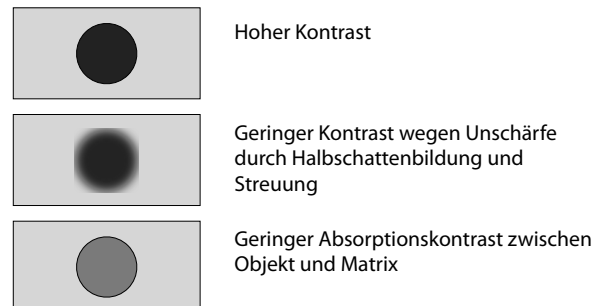 Hoher Kontrast
Geringer Kontrast wegen Unschärfe
durch Halbschattenbildung und
Streuung
Geringer Absorptionskontrast zwischen
Objekt und Matrix